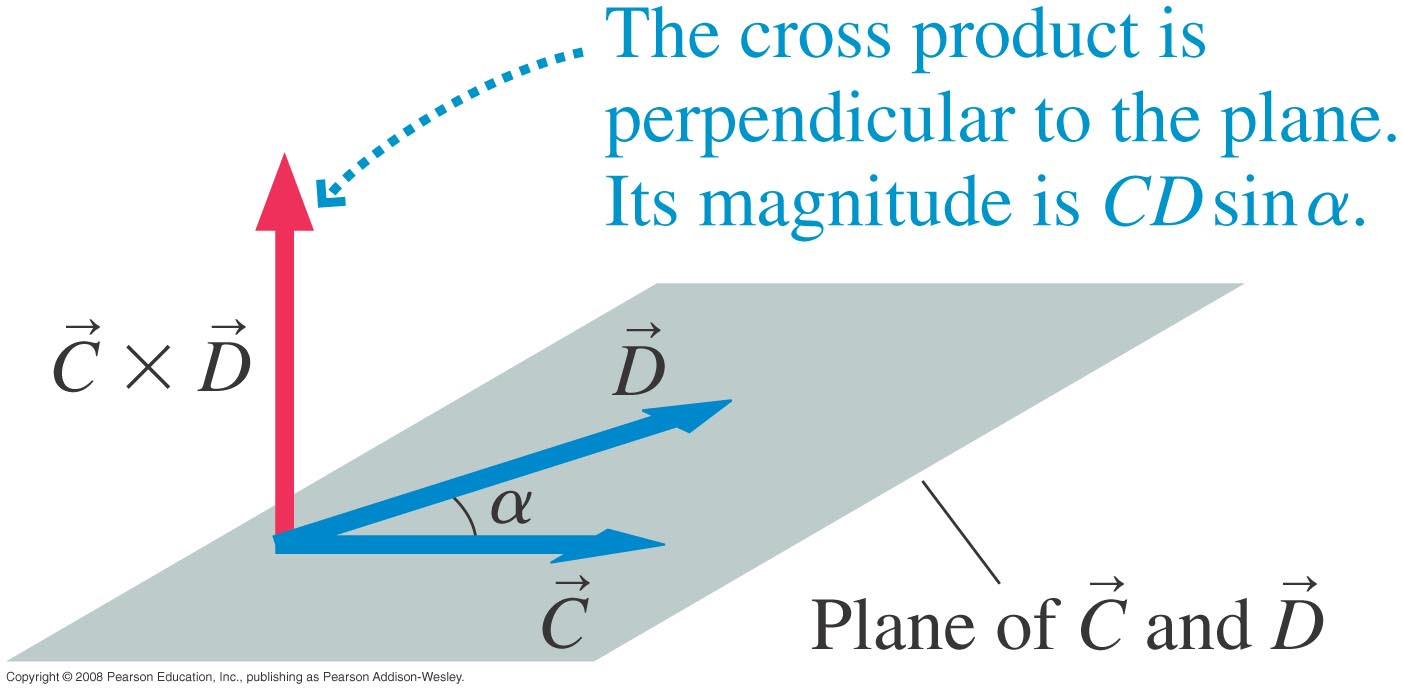 The cross product is
perpendicular to the plane.
Its magnitude is CD sin α.
C⃗ × D⃗
D⃗
α
C⃗
Plane of C⃗ and D⃗
Copyright © 2008 Pearson Education, Inc., publishing as Pearson Addison-Wesley.